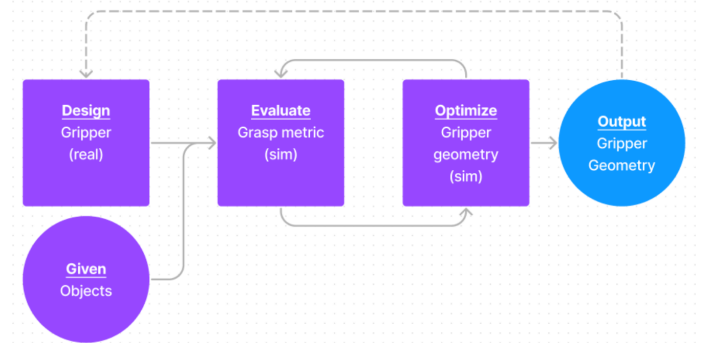 Design
Gripper
(real)
Evaluate
Grasp metric
(sim)
Optimize
Gripper
geometry
(sim)
Output
Gripper
Geometry
Given
Objects